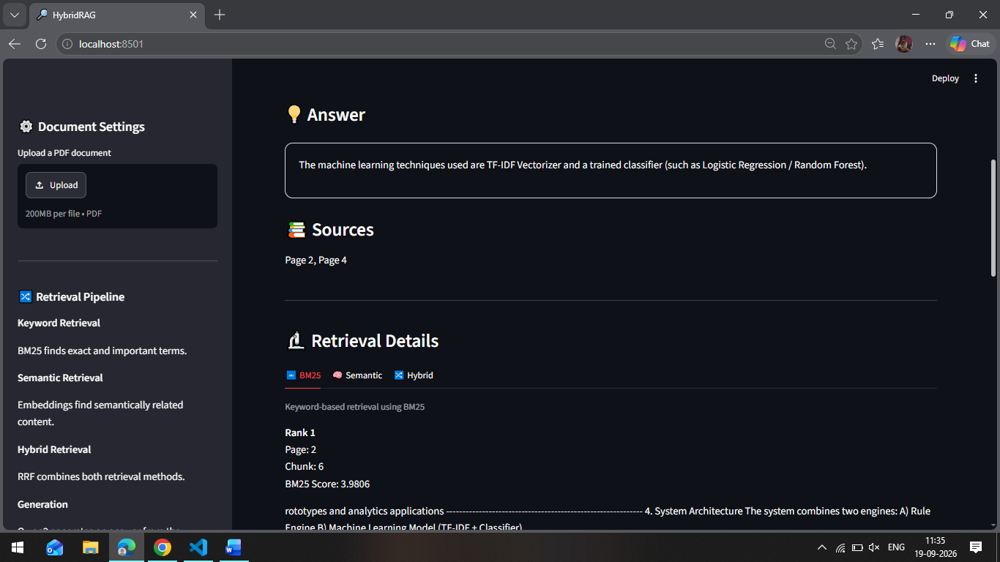 HybridRAG
localhost:8501
Chat
Deploy
Document Settings
Upload a PDF document
Upload
200MB per file • PDF
Retrieval Pipeline
Keyword Retrieval
BM25 finds exact and important terms.
Semantic Retrieval
Embeddings find semantically related
content.
Hybrid Retrieval
RRF combines both retrieval methods.
Generation
Answer
The machine learning techniques used are TF-IDF Vectorizer and a trained classifier (such as Logistic Regression / Random Forest).
Sources
Page 2, Page 4
Retrieval Details
BM25 Semantic Hybrid
Keyword-based retrieval using BM25
Rank 1
Page: 2
Chunk: 6
BM25 Score: 3.9806
rototypes and analytics applications ------------------------------------------------------------ 4. System Architecture The system combines two engines: A) Rule
Engine B) Machine Learning Model (TF-IDF + Classifier)
ENG
11:35
19-09-2026